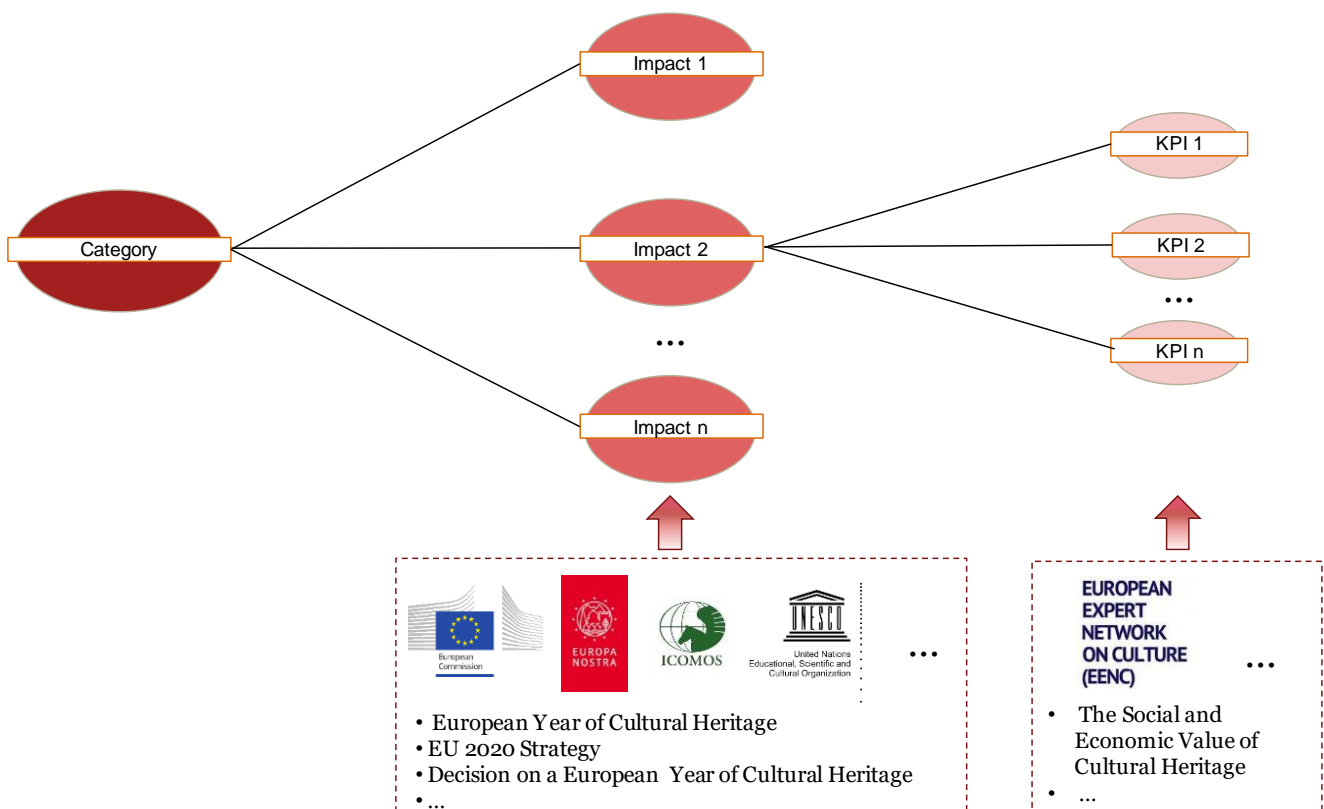 Impact 1
KPI 1
Category
Impact 2
KPI 2
...
...
KPI n
Impact n
European
Commission
EUROPA
NOSTRA
ICOMOS
UNESCO
United Nations
Educational, Scientific and
Cultural Organization
...
• European Year of Cultural Heritage
• EU 2020 Strategy
• Decision on a European Year of Cultural Heritage
• ...
EUROPEAN
EXPERT
NETWORK
ON CULTURE
(EENC)
...
• The Social and
Economic Value of
Cultural Heritage
• ...